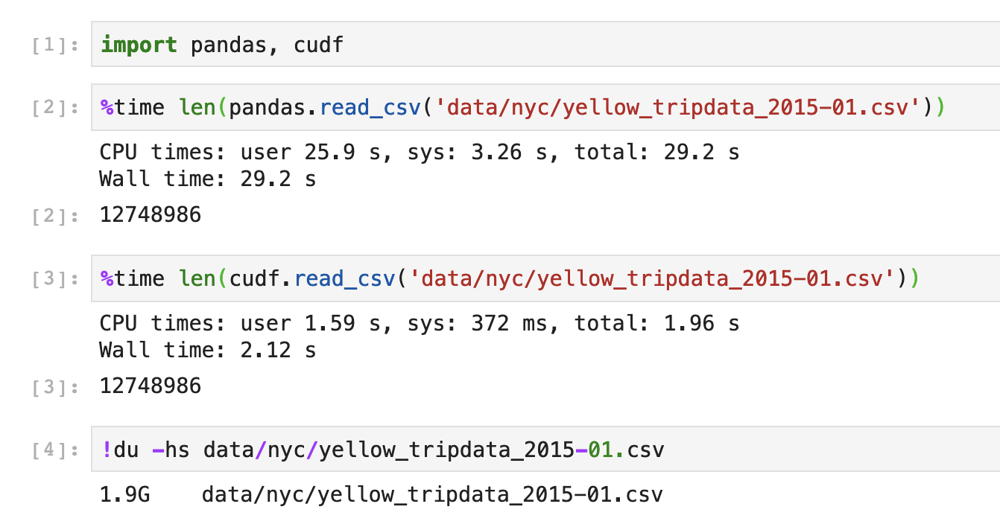 [1]: import pandas, cudf
[2]: %time len(pandas.read_csv('data/nyc/yellow_tripdata_2015-01.csv'))
CPU times: user 25.9 s, sys: 3.26 s, total: 29.2 s
Wall time: 29.2 s
[2]: 12748986
[3]: %time len(cudf.read_csv('data/nyc/yellow_tripdata_2015-01.csv'))
CPU times: user 1.59 s, sys: 372 ms, total: 1.96 s
Wall time: 2.12 s
[3]: 12748986
[4]: !du -hs data/nyc/yellow_tripdata_2015-01.csv
1.9G    data/nyc/yellow_tripdata_2015-01.csv